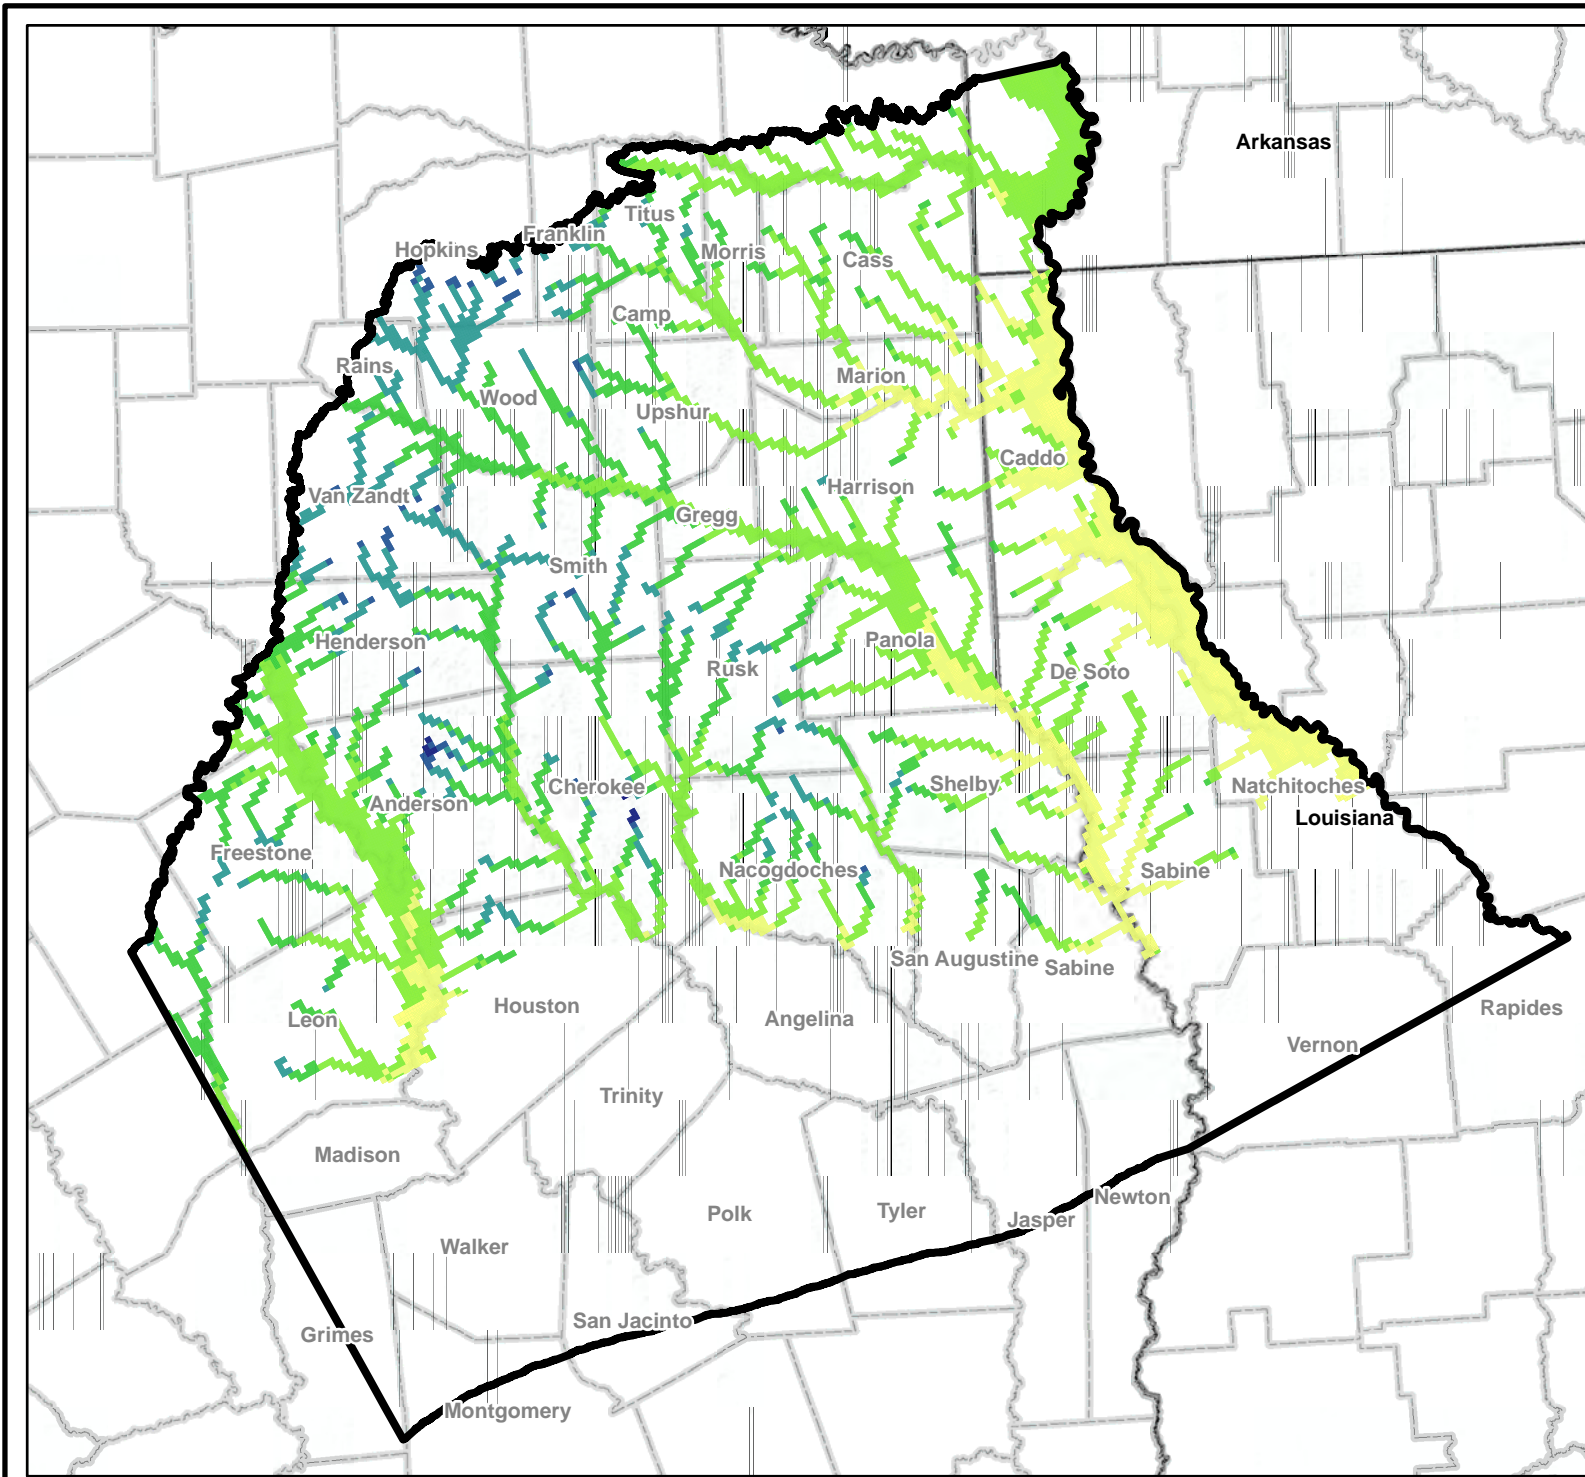 Arkansas
Titus
Franklin
Hopkins
Morris
Cass
Camp
Rains
Marion
Wood
Upshur
Caddo
Harrison
Van Zandt
Gregg
Smith
Henderson
Panola
Rusk
De Soto
Cherokee
Shelby
Natchitoches
Anderson
Louisiana
Freestone
Nacogdoches
Sabine
San Augustine
Sabine
Houston
Rapides
Leon
Angelina
Vernon
Trinity
Madison
Newton
Polk
Tyler
Jasper
Walker
San Jacinto
Grimes
Montgomery